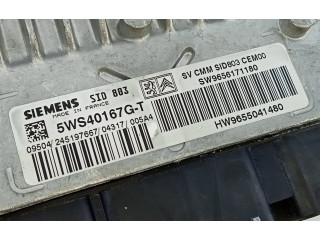 SIEMENS SID 803
MADE IN FRANCE
5WS40167G-T
09504/245197667/04317/005A4
SV CMM SID803 CEM00
SW9656171180
HW9655041480